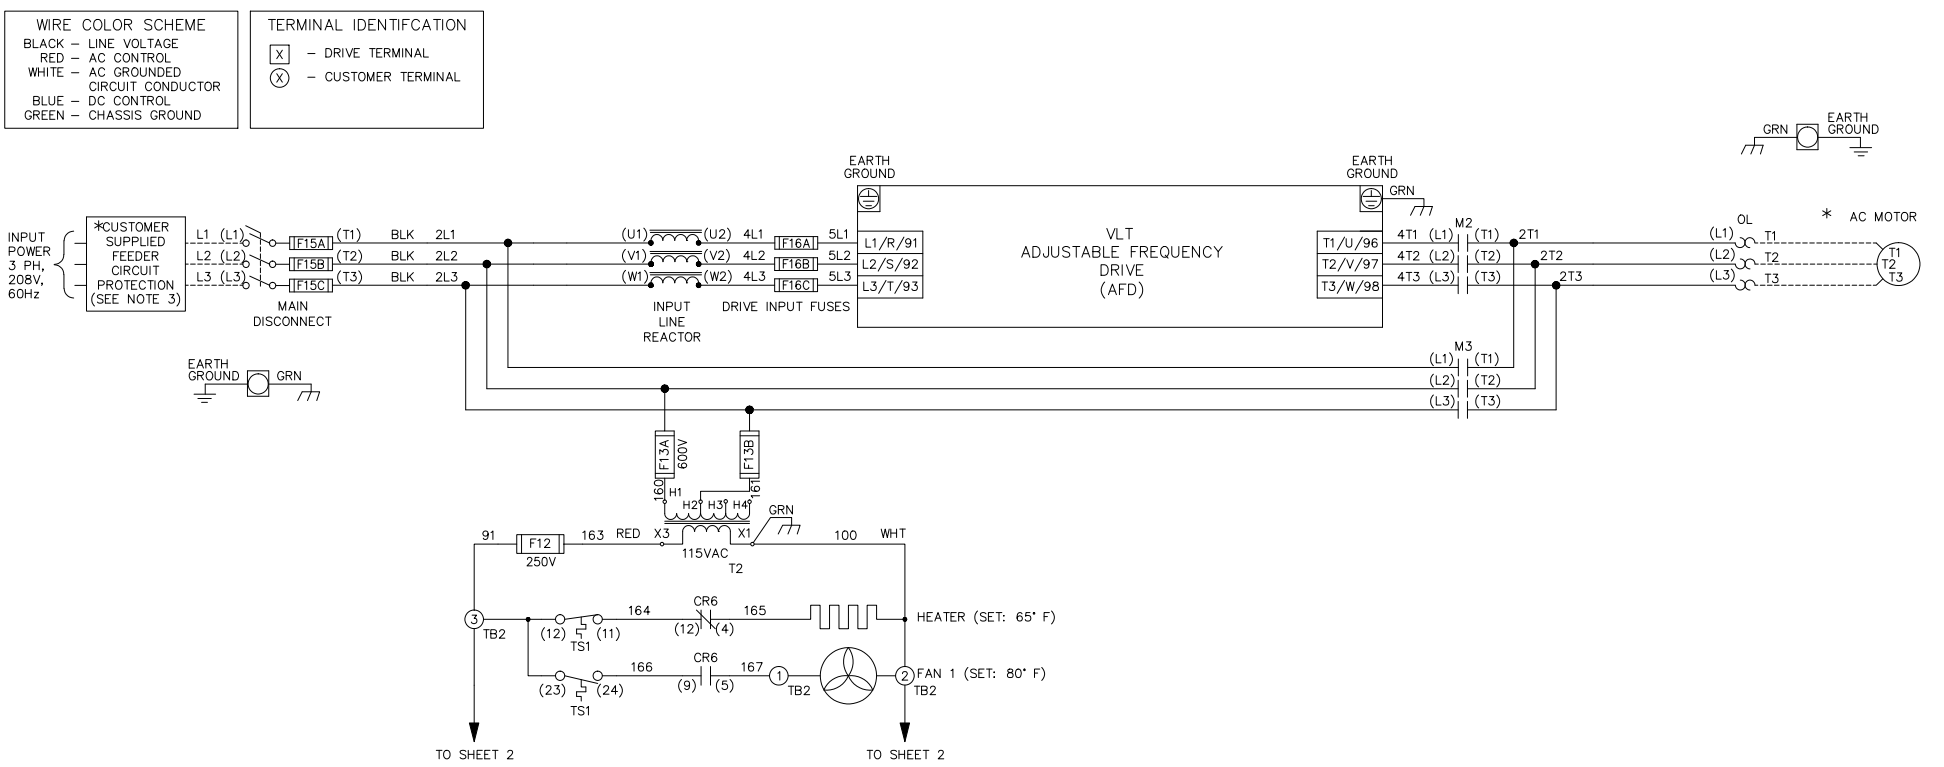 WIRE COLOR SCHEME
BLACK – LINE VOLTAGE
RED – AC CONTROL
WHITE – AC GROUNDED
CIRCUIT CONDUCTOR
BLUE – DC CONTROL
GREEN – CHASSIS GROUND
TERMINAL IDENTIFCATION
X – DRIVE TERMINAL
X – CUSTOMER TERMINAL
GRN
EARTH
GROUND
EARTH
GROUND
EARTH
GROUND
GRN
INPUT
POWER
3 PH,
208V,
60Hz
*CUSTOMER
SUPPLIED
FEEDER
CIRCUIT
PROTECTION
(SEE NOTE 3)
L1 (L1) F15A (T1) BLK 2L1 (U1) (U2) 4L1 F16A 5L1 L1/R/91
L2 (L2) F15B (T2) BLK 2L2 (V1) (V2) 4L2 F16B 5L2 L2/S/92
L3 (L3) F15C (T3) BLK 2L3 (W1) (W2) 4L3 F16C 5L3 L3/T/93
MAIN
DISCONNECT
INPUT
LINE
REACTOR
DRIVE INPUT FUSES
VLT
ADJUSTABLE FREQUENCY
DRIVE
(AFD)
M2
OL
* AC MOTOR
T1/U/96 4T1 (L1) (T1) 2T1 (L1) T1
T2/V/97 4T2 (L2) (T2) 2T2 (L2) T2
T3/W/98 4T3 (L3) (T3) 2T3 (L3) T3
T1
T2
T3
M3
(L1) (T1)
(L2) (T2)
(L3) (T3)
EARTH
GROUND
GRN
F13A
600V
F13B
160
161
H1
H2 H3 H4
GRN
91 F12 163 RED X3 X1 100 WHT
250V
115VAC
T2
3
TB2
164 CR6 165
(12) (11) (12) (4)
TS1
HEATER (SET: 65° F)
166 CR6 167 1 2
(23) (24) (9) (5) TB2 TB2
TS1
FAN 1 (SET: 80° F)
TO SHEET 2
TO SHEET 2